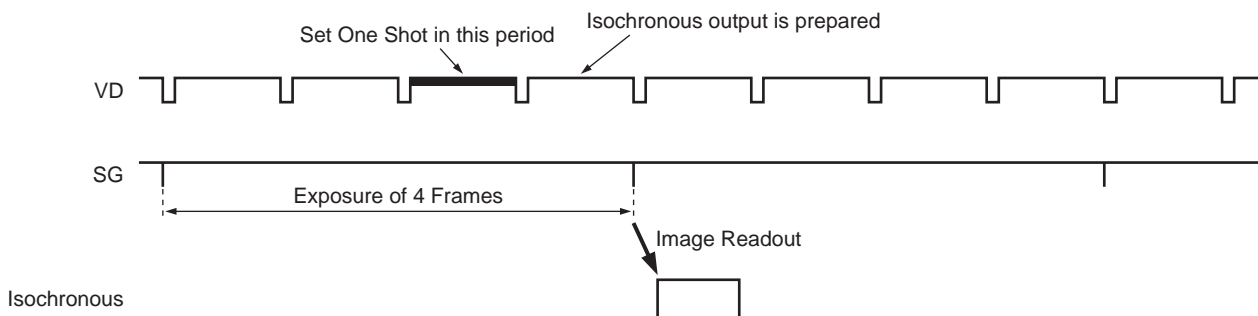 Isochronous output is prepared
Set One Shot in this period
VD
SG
Exposure of 4 Frames
Image Readout
Isochronous